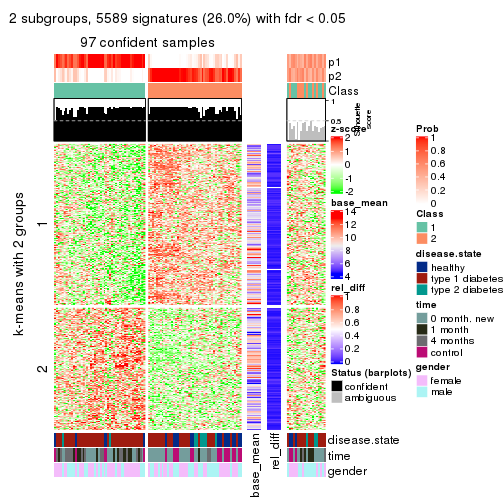 2 subgroups, 5589 signatures (26.0%) with fdr < 0.05
97 confident samples
p1
p2
Class
1
0.5
0
Silhouette
score
k-means with 2 groups
1
2
z-score
2
1
0
-1
-2
base_mean
14
12
10
8
6
4
rel_diff
1
0.8
0.6
0.4
0.2
0
Status (barplots)
confident
ambiguous
Prob
1
0.8
0.6
0.4
0.2
0
Class
1
2
disease.state
healthy
type 1 diabetes
type 2 diabetes
time
0 month. new
1 month
4 months
control
gender
female
male
disease.state
time
gender
base_mean
rel_diff